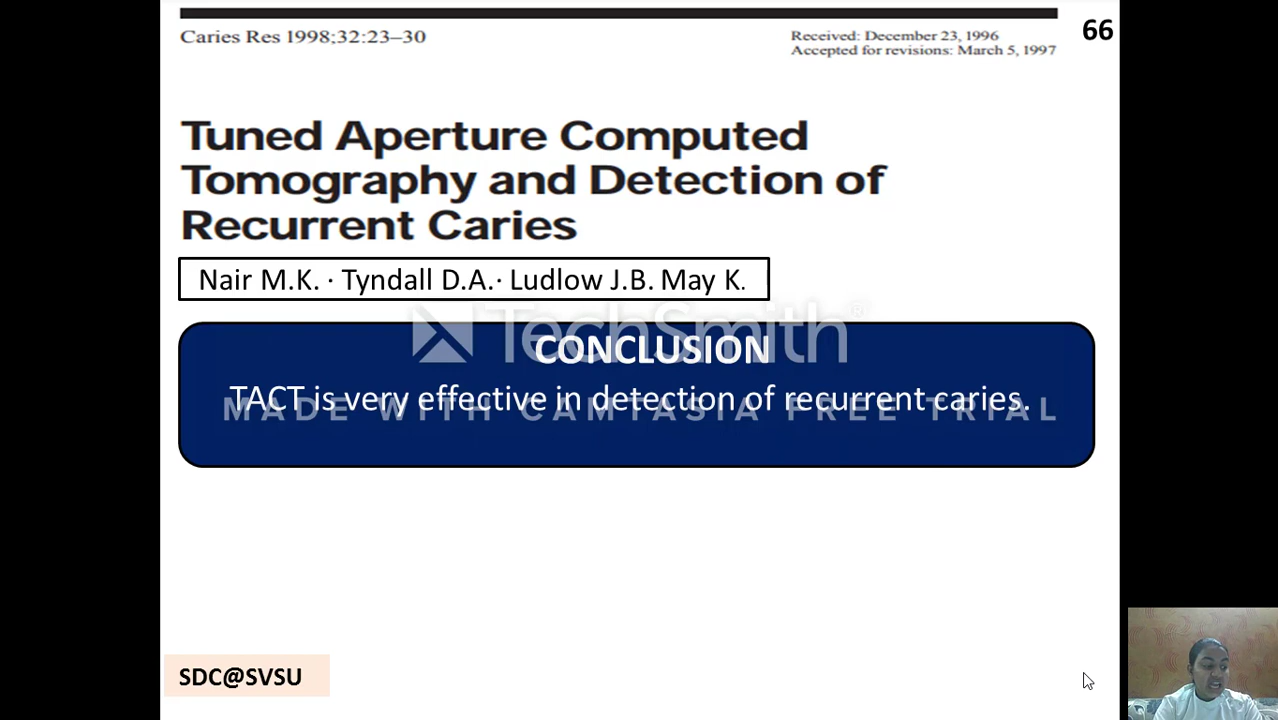 Caries Res 1998;32:23–30
Received: December 23, 1996
Accepted for revisions: March 5, 1997
66
Tuned Aperture Computed
Tomography and Detection of
Recurrent Caries
Nair M.K. · Tyndall D.A.· Ludlow J.B. May K.
TechSmith®
CONCLUSION
TACT is very effective in detection of recurrent caries.
MADE WITH CAMTASIA FREE TRIAL
SDC@SVSU